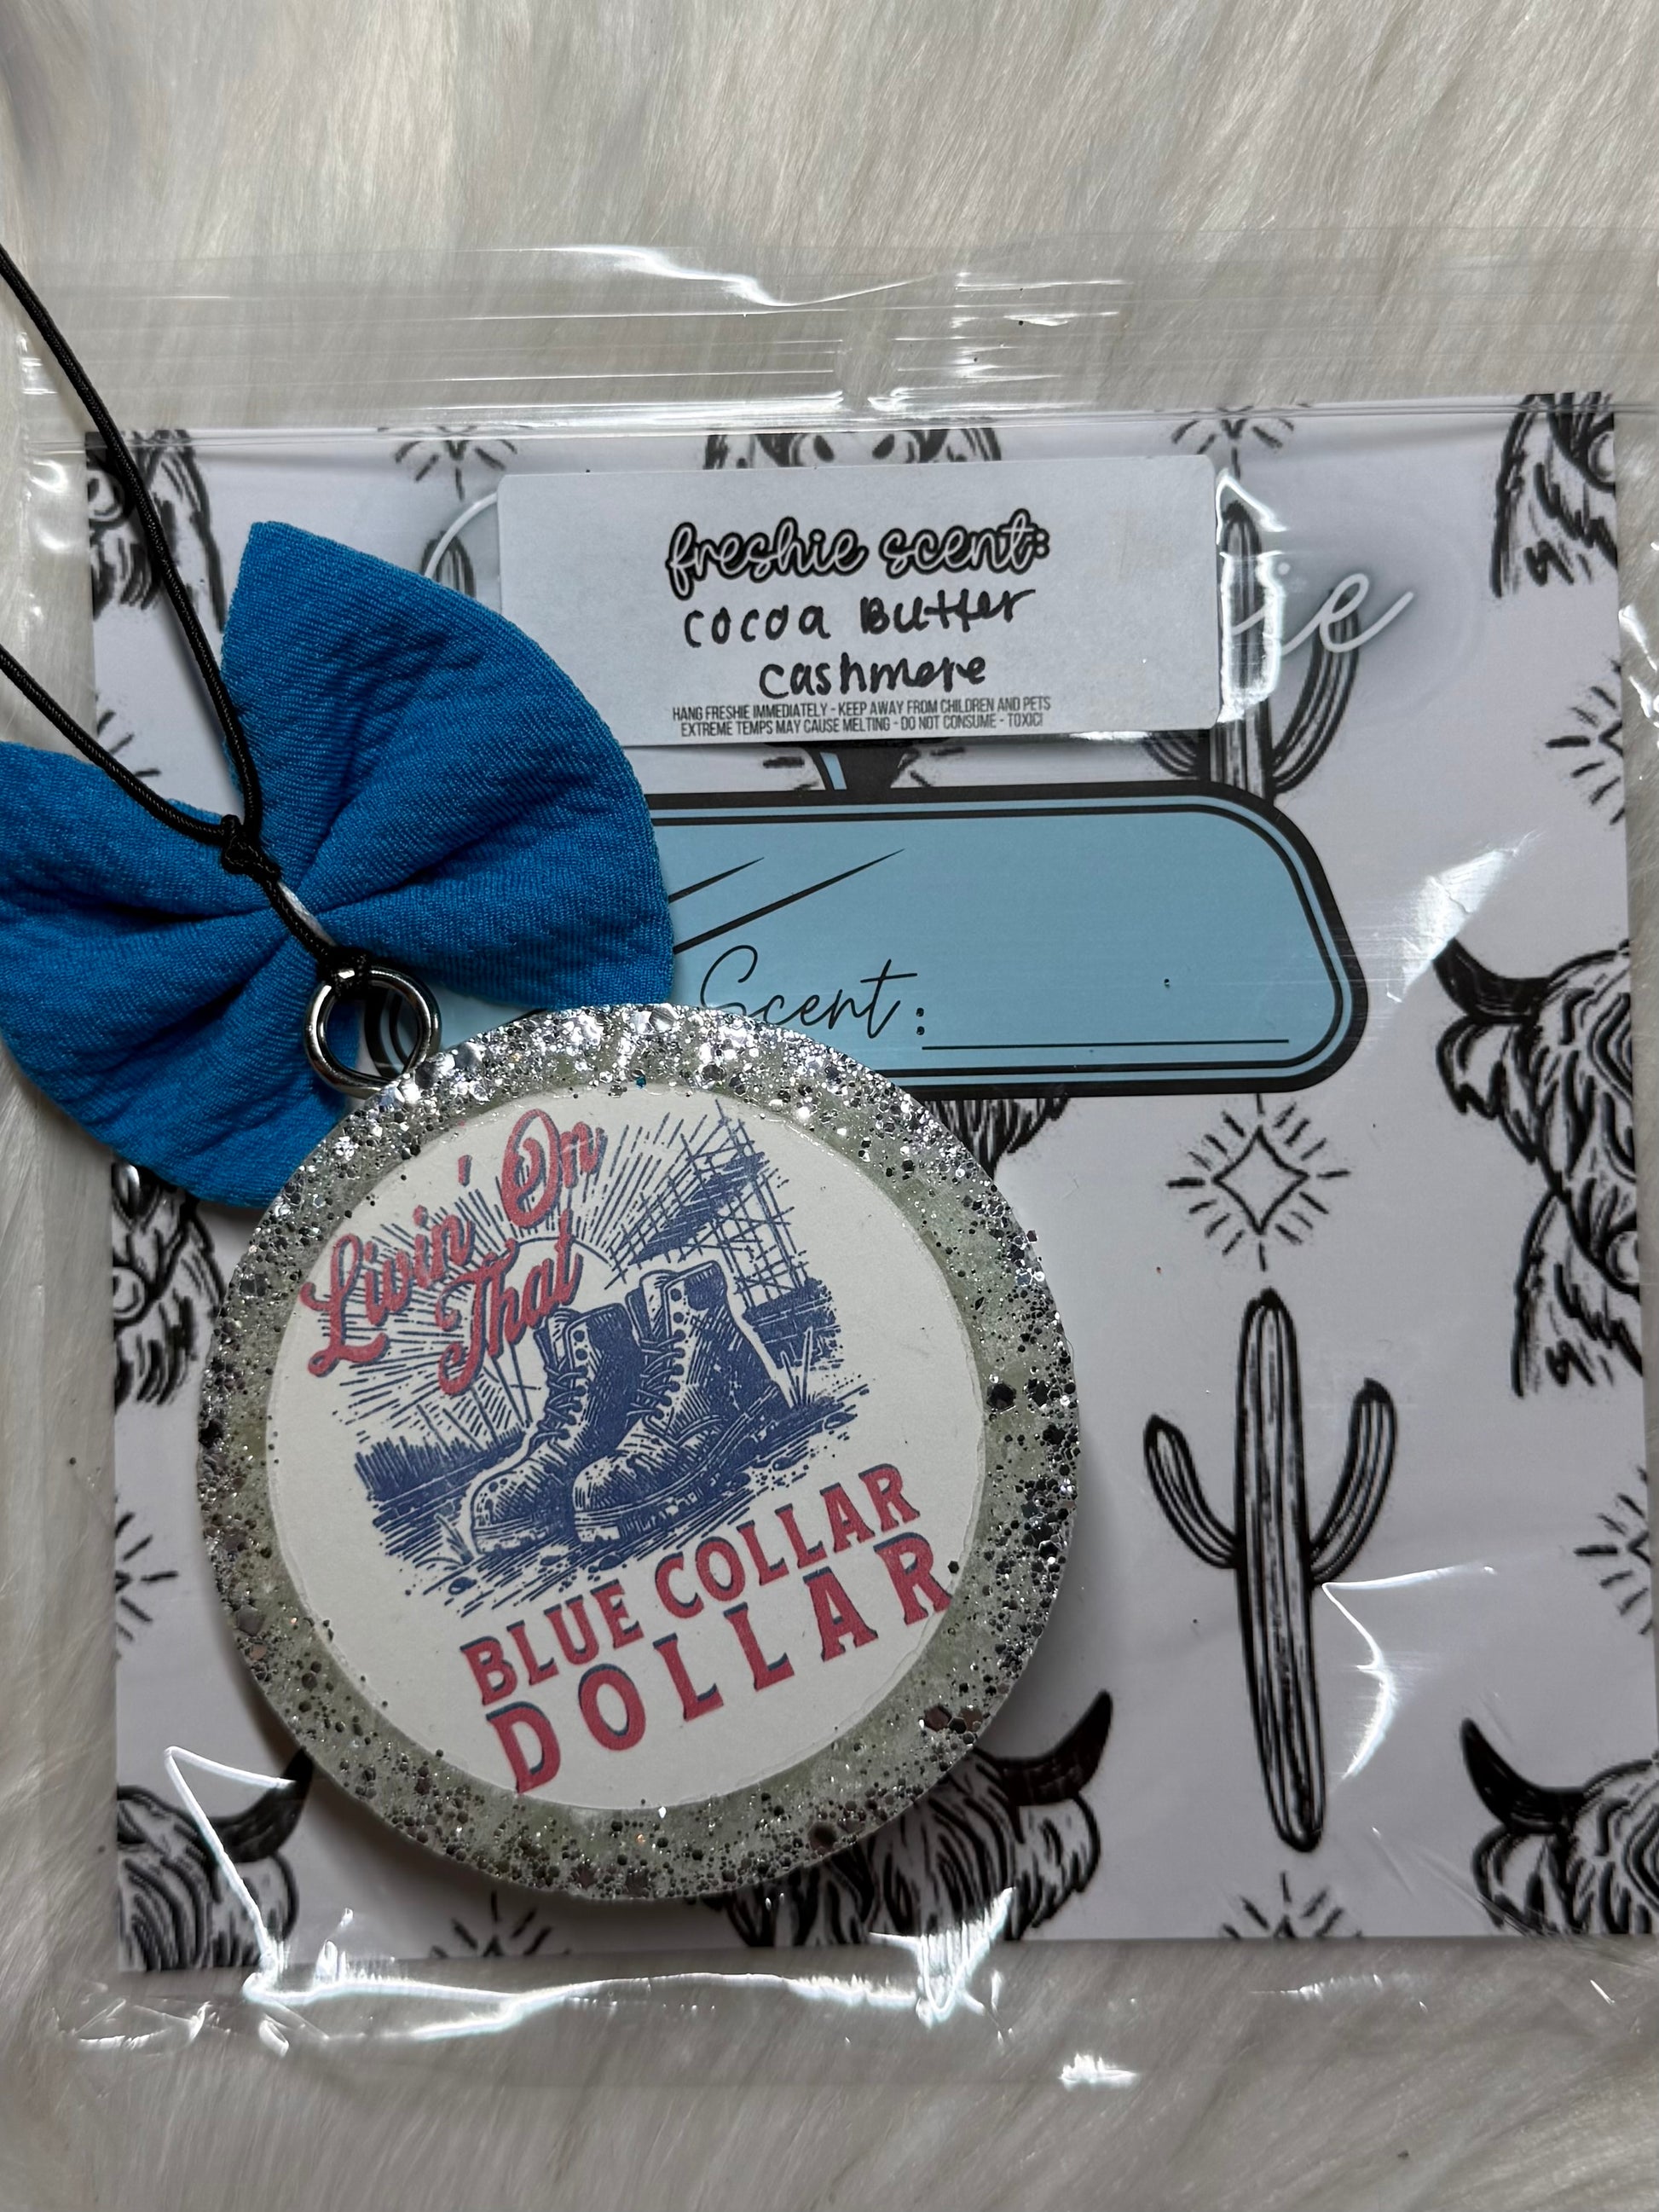 freshie scent:
cocoa Butter
cashmere
HANG FRESHIE IMMEDIATELY - KEEP AWAY FROM CHILDREN AND PETS
EXTREME TEMPS MAY CAUSE MELTING - DO NOT CONSUME - TOXIC!
Scent:
Livin' On
That
BLUE COLLAR
DOLLAR